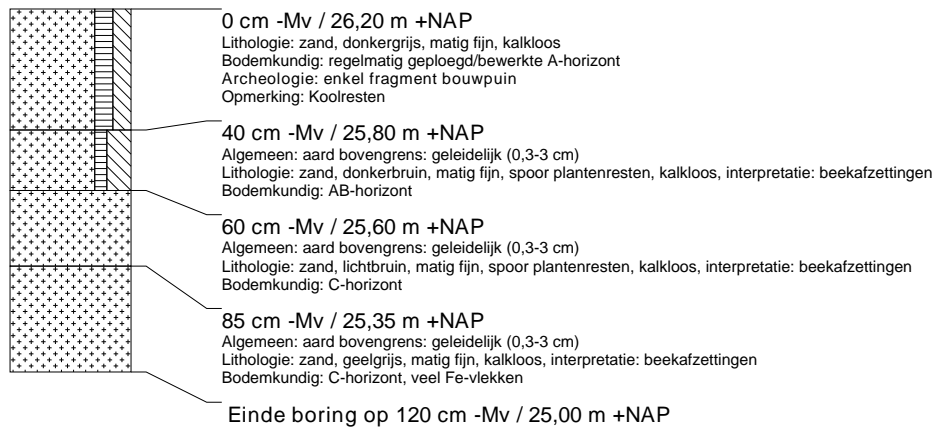 0 cm -Mv / 26,20 m +NAP
Lithologie: zand, donkergrijs, matig fijn, kalkloos
Bodemkundig: regelmatig geploegd/bewerkte A-horizont
Archeologie: enkel fragment bouwpuin
Opmerking: Koolresten
40 cm -Mv / 25,80 m +NAP
Algemeen: aard bovengrens: geleidelijk (0,3-3 cm)
Lithologie: zand, donkerbruin, matig fijn, spoor plantenresten, kalkloos, interpretatie: beekafzettingen
Bodemkundig: AB-horizont
60 cm -Mv / 25,60 m +NAP
Algemeen: aard bovengrens: geleidelijk (0,3-3 cm)
Lithologie: zand, lichtbruin, matig fijn, spoor plantenresten, kalkloos, interpretatie: beekafzettingen
Bodemkundig: C-horizont
85 cm -Mv / 25,35 m +NAP
Algemeen: aard bovengrens: geleidelijk (0,3-3 cm)
Lithologie: zand, geelgrijs, matig fijn, kalkloos, interpretatie: beekafzettingen
Bodemkundig: C-horizont, veel Fe-vlekken
Einde boring op 120 cm -Mv / 25,00 m +NAP